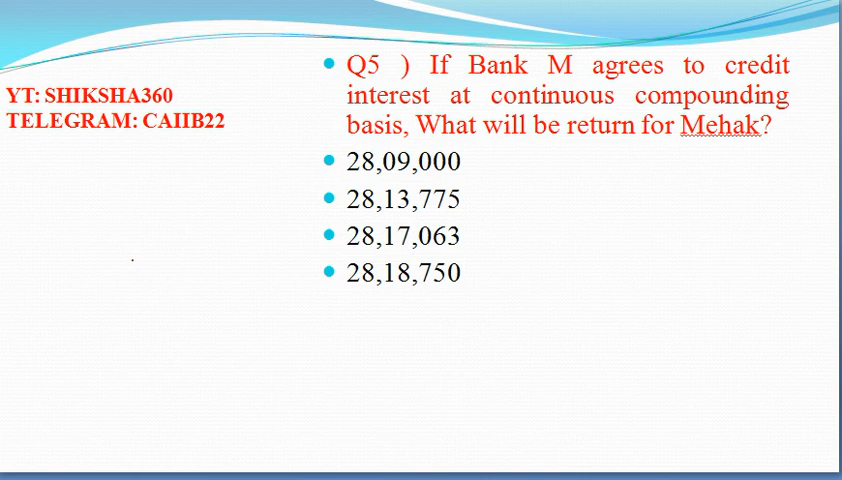 YT: SHIKSHA360
TELEGRAM: CAIIB22
Q5 ) If Bank M agrees to credit
interest at continuous compounding
basis, What will be return for Mehak?
28,09,000
28,13,775
28,17,063
28,18,750